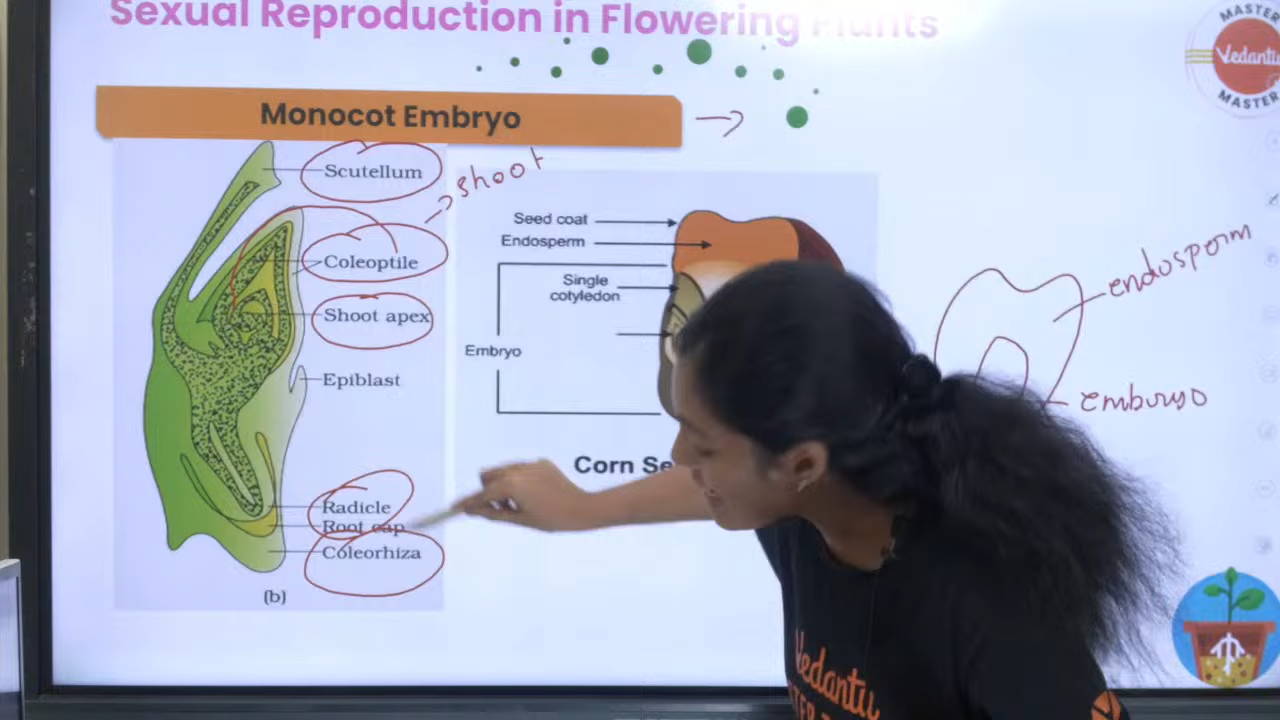 Sexual Reproduction in Flowering Plants
MASTER
Vedantu
MASTER
Monocot Embryo
Scutellum
shoot
Coleoptile
Shoot apex
Epiblast
Radicle
Root cap
Coleorhiza
(b)
Seed coat
Endosperm
Single
cotyledon
Embryo
Corn Se
endosperm
embryo
Vedantu